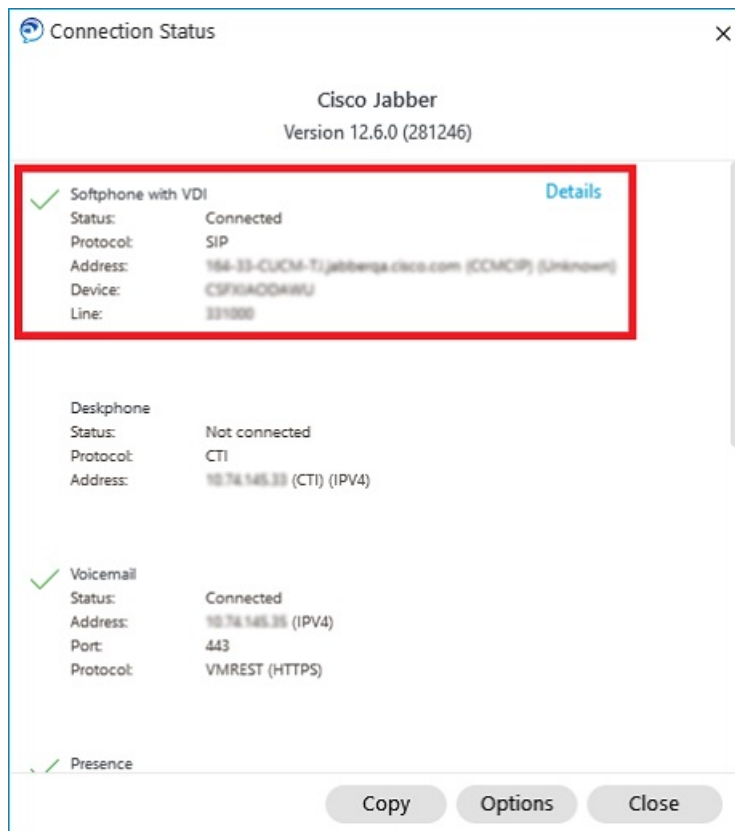 Connection Status
Cisco Jabber
Version 12.6.0 (281246)
Softphone with VDI Details
Status: Connected
Protocol: SIP
Address:
Device:
Line:
Deskphone
Status: Not connected
Protocol: CTI
Address: (CTI) (IPV4)
Voicemail
Status: Connected
Address: (IPV4)
Port: 443
Protocol: VMREST (HTTPS)
Presence
Copy Options Close